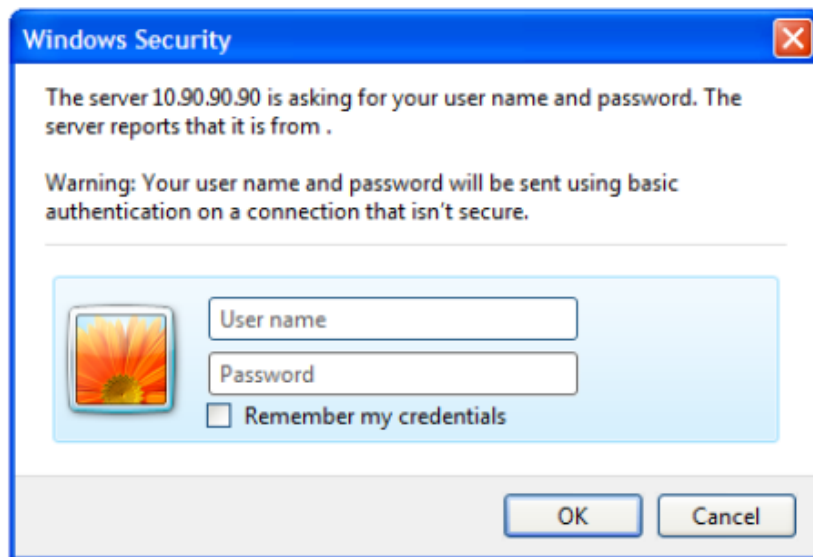 Windows Security
The server 10.90.90.90 is asking for your user name and password. The
server reports that it is from .
Warning: Your user name and password will be sent using basic
authentication on a connection that isn't secure.
User name
Password
Remember my credentials
OK Cancel